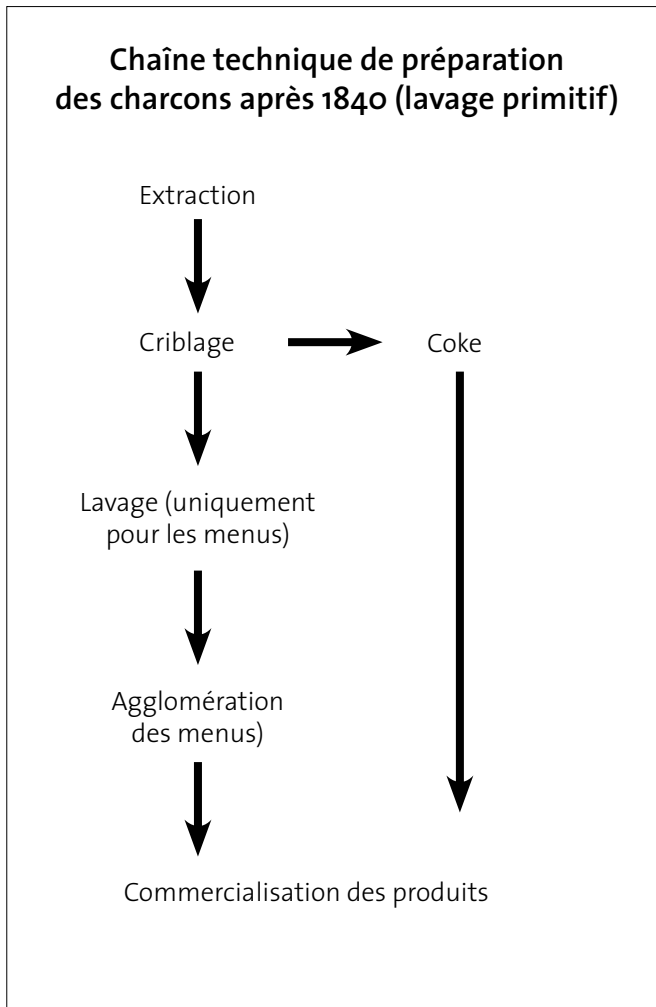 Chaîne technique de préparation
des charcons après 1840 (lavage primitif)
Extraction
Criblage
Coke
Lavage (uniquement
pour les menus)
Agglomération
des menus)
Commercialisation des produits